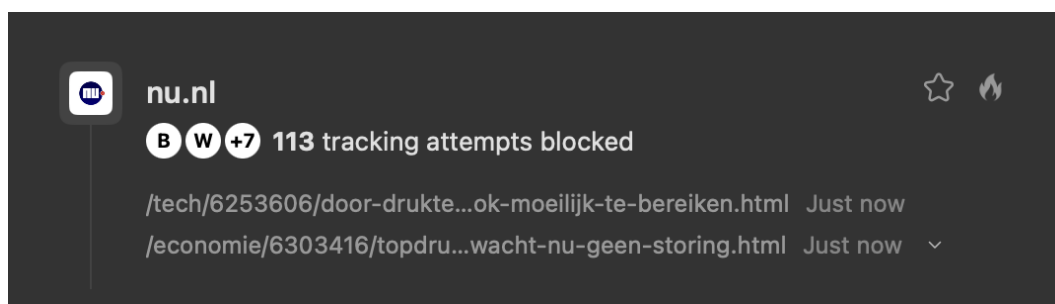 nu.nl
B W +7 113 tracking attempts blocked
/tech/6253606/door-drukte...ok-moeilijk-te-bereiken.html Just now
/economie/6303416/topdru...wacht-nu-geen-storing.html Just now